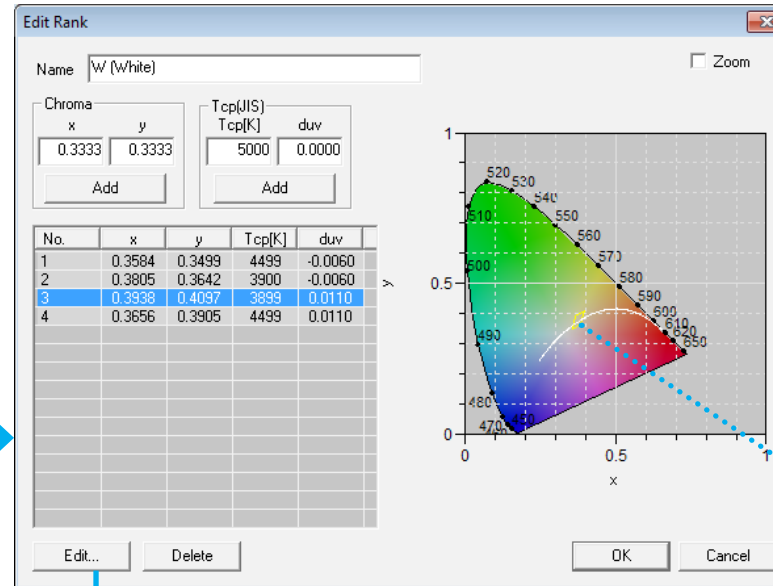 Edit Rank
Name W (White)
Zoom
Chroma
x y
0.3333 0.3333
Add
Tcp(JIS)
Tcp[K] duv
5000 0.0000
Add
No. x y Tcp[K] duv
1 0.3584 0.3499 4499 -0.0060
2 0.3805 0.3642 3900 -0.0060
3 0.3938 0.4097 3899 0.0110
4 0.3656 0.3905 4499 0.0110
1
520
530
540
510
550
560
570
500
580
y
0.5
590
600
610
620
650
490
480
470
450
0
0 0.5 1
x
Edit... Delete
OK Cancel